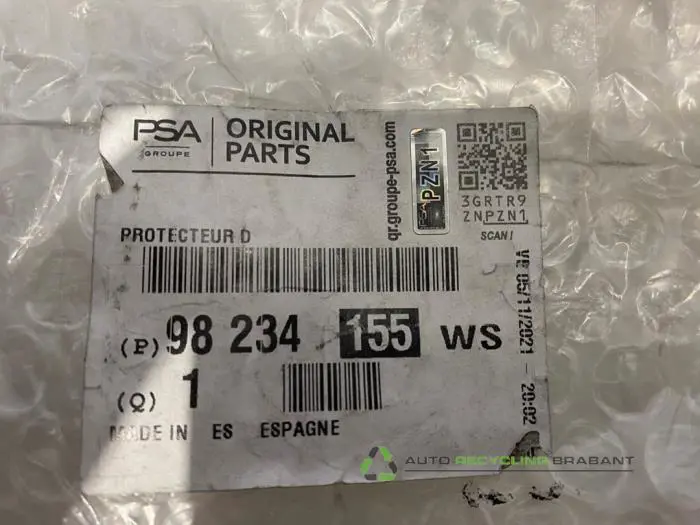 PSA
GROUPE
ORIGINAL
PARTS
qr.groupe-psa.com
PZN1
3GRTR9
ZNPZN1
SCAN!
PROTECTEUR D
(P) 98 234 155 WS
(Q) 1
MADE IN ES ESPAGNE
05/11/2021 - 20:02
AUTO RECYCLING BRABANT